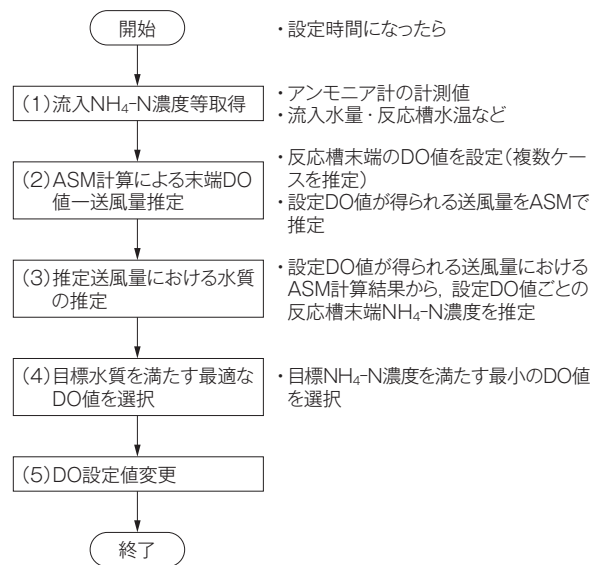 開始
・設定時間になったら
(1)流入NH₄-N濃度等取得
・アンモニア計の計測値
・流入水量・反応槽水温など
(2)ASM計算による末端DO
値ー送風量推定
・反応槽末端のDO値を設定(複数ケー
スを推定)
・設定DO値が得られる送風量をASMで
推定
(3)推定送風量における水質
の推定
・設定DO値が得られる送風量における
ASM計算結果から，設定DO値ごとの
反応槽末端NH₄-N濃度を推定
(4)目標水質を満たす最適な
DO値を選択
・目標NH₄-N濃度を満たす最小のDO値
を選択
(5)DO設定値変更
終了